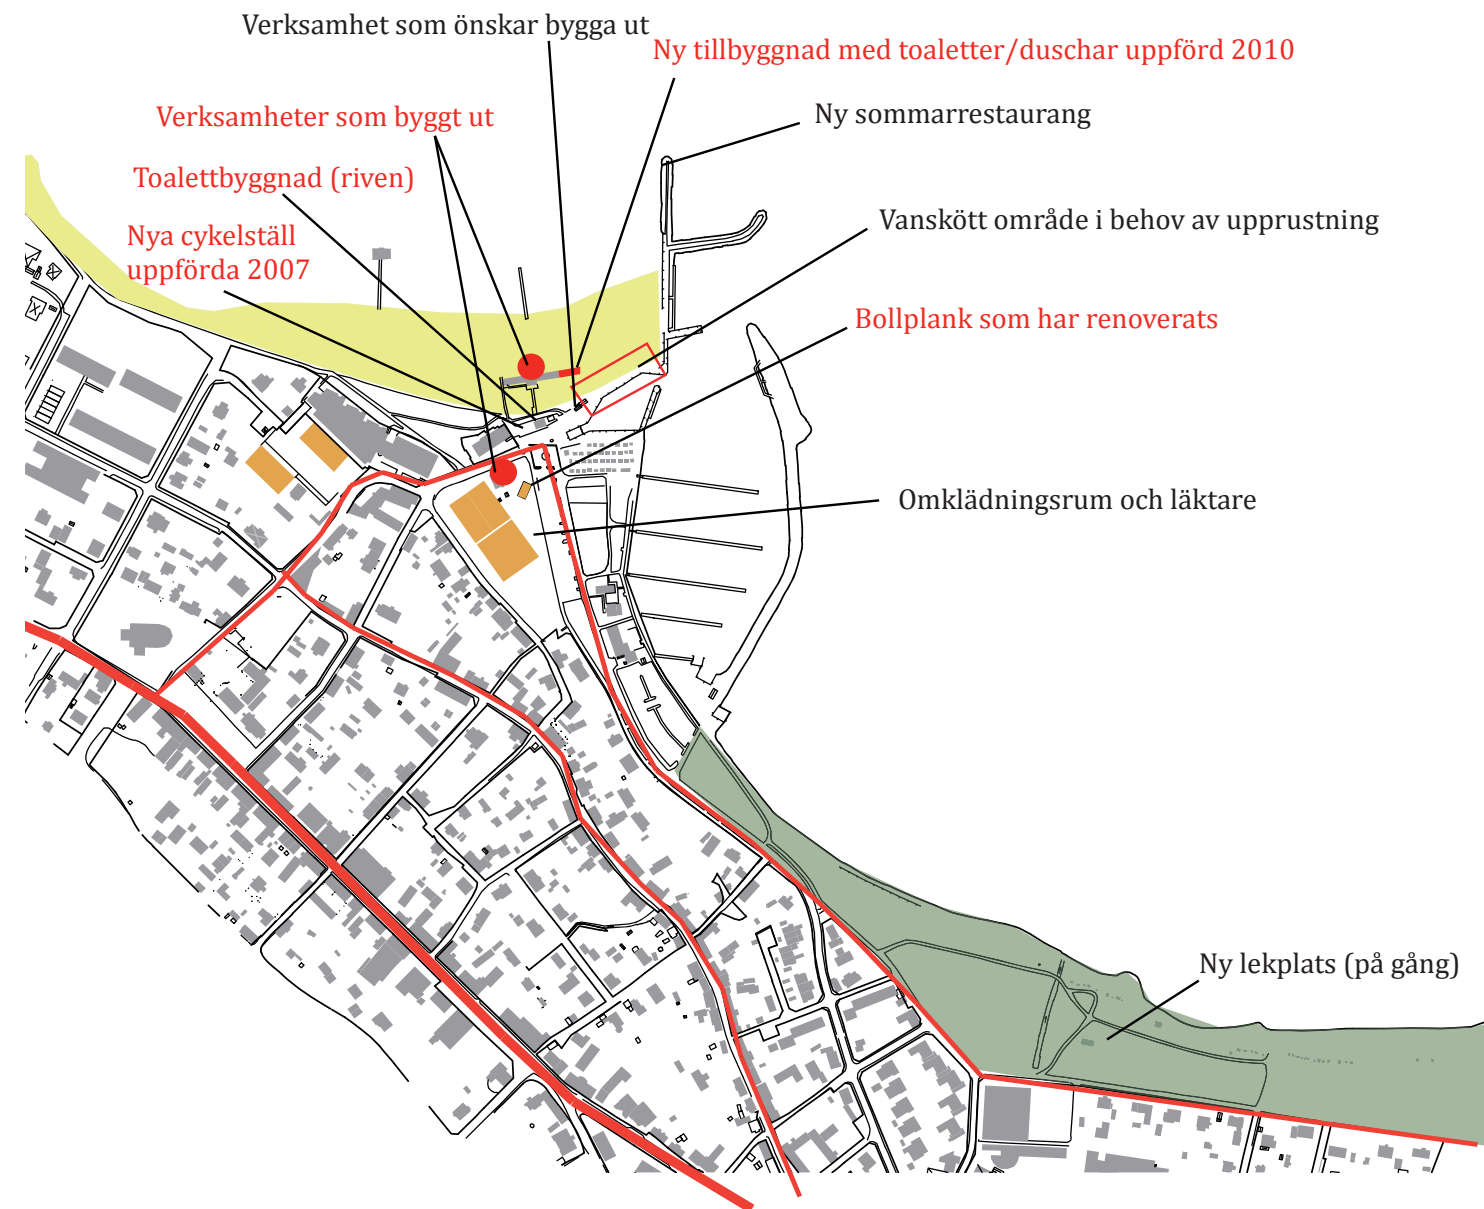 Verksamhet som önskar bygga ut
Ny tillbyggnad med toaletter/duschar uppförd 2010
Verksamheter som byggt ut
Ny sommarrestaurang
Toalettbyggnad (riven)
Vanskött område i behov av upprustning
Nya cykelställ
uppförda 2007
Bollplank som har renoverats
Omklädningsrum och läktare
Ny lekplats (på gång)